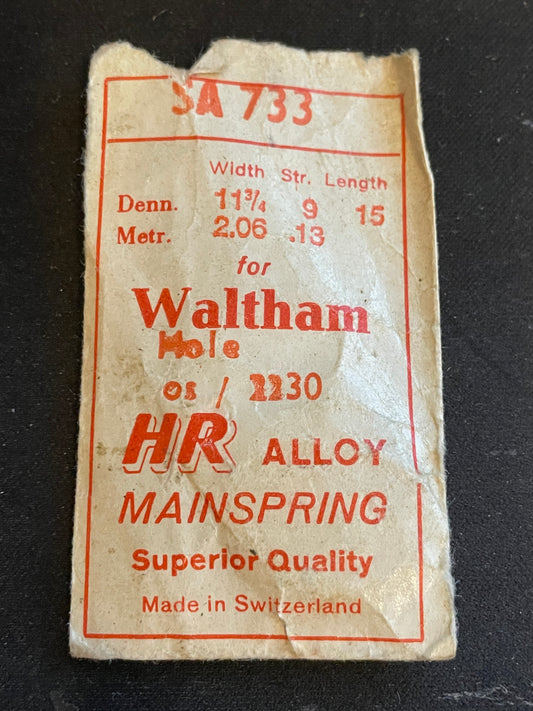 SA 733
Width Str. Length
Denn. 11¾ 9 15
Metr. 2.06 .13
for
Waltham
Hole
os / 2230
HR ALLOY
MAINSPRING
Superior Quality
Made in Switzerland